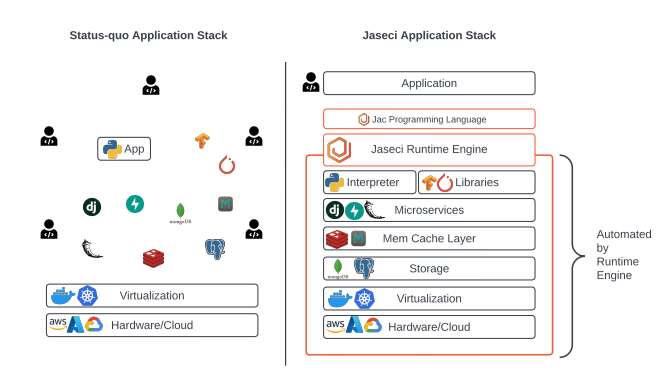 Status-quo Application Stack
Jaseci Application Stack
</>
</>
</>
</>
</>
</>
App
dj
mongoDB
M
Virtualization
aws
Hardware/Cloud
Application
Jac Programming Language
Jaseci Runtime Engine
Interpreter
Libraries
dj
Microservices
M
Mem Cache Layer
mongoDB
Storage
Virtualization
aws
Hardware/Cloud
Automated
by
Runtime
Engine